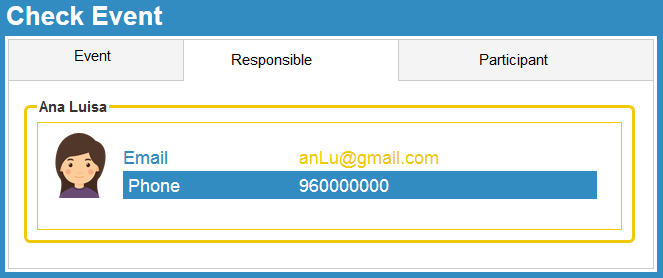 Check Event
Event Responsible Participant
Ana Luisa
Email anLu@gmail.com
Phone 960000000